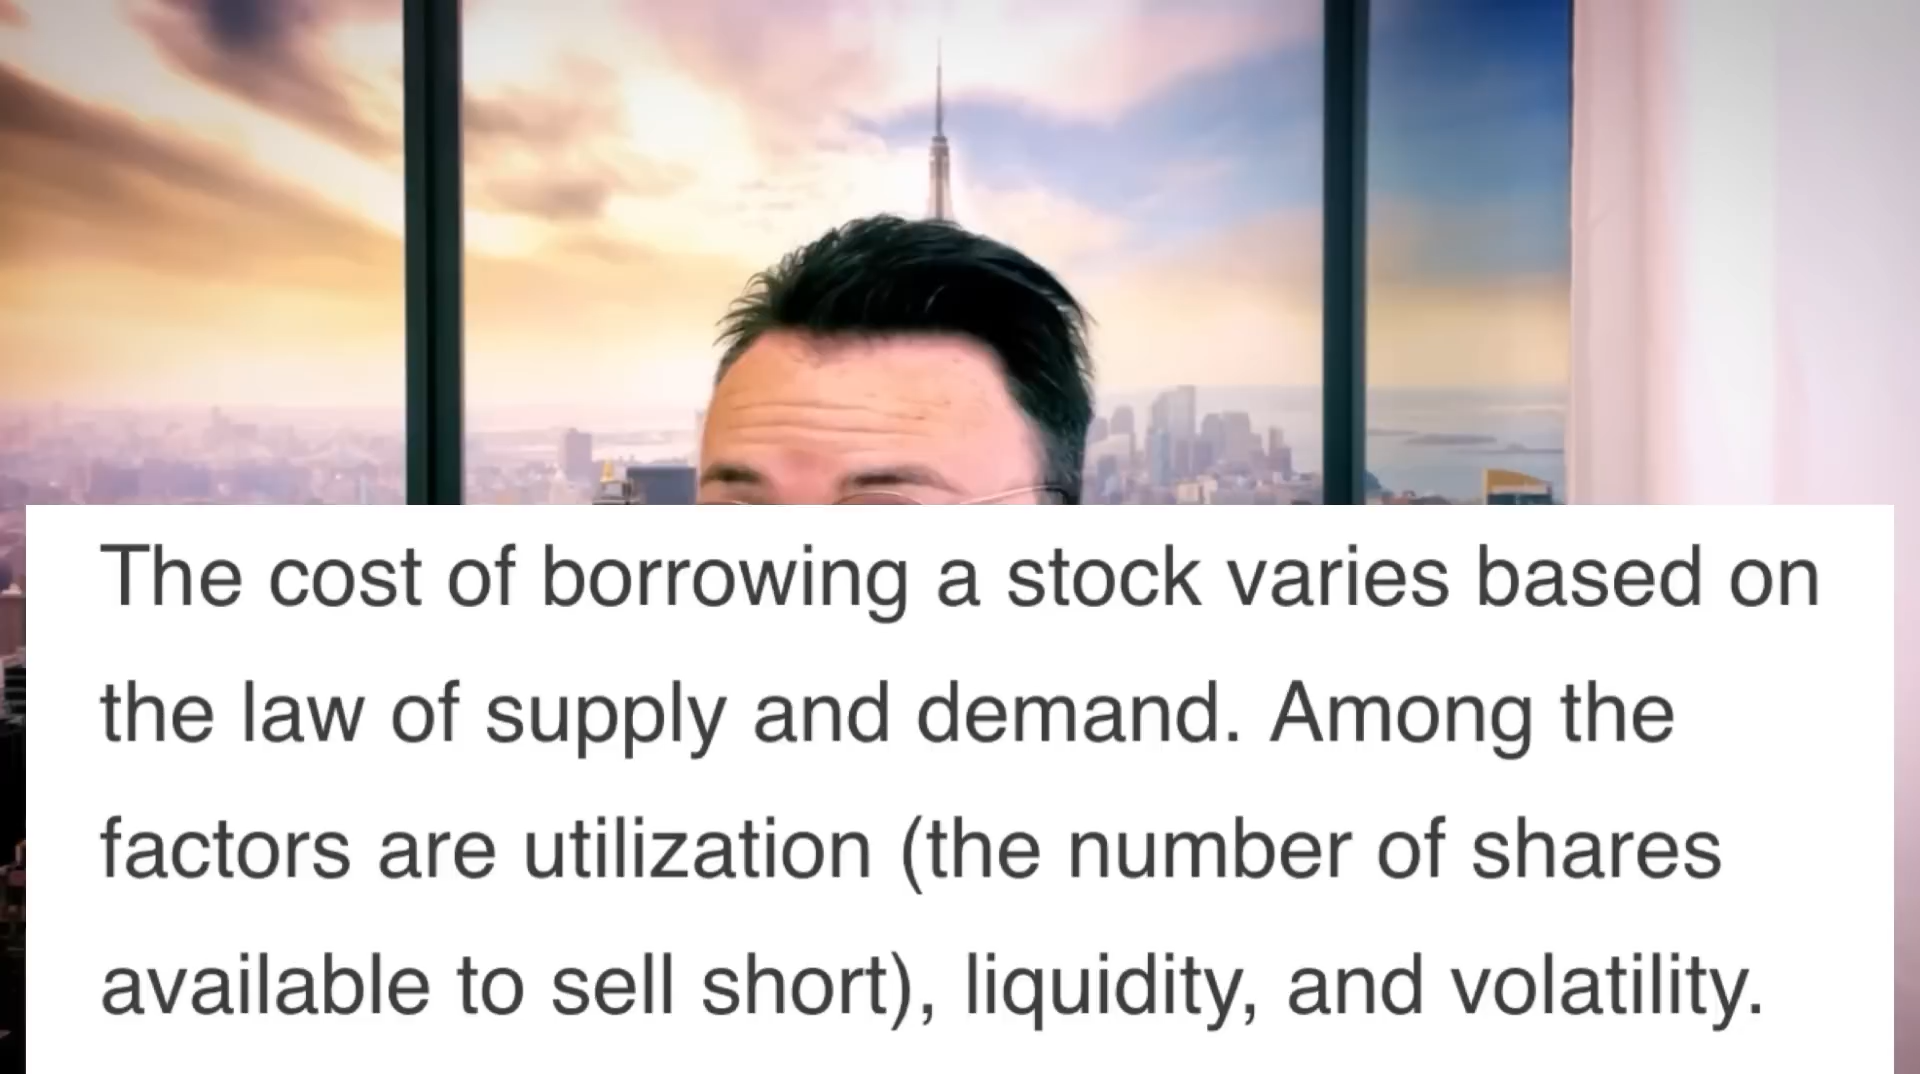 The cost of borrowing a stock varies based on
the law of supply and demand. Among the
factors are utilization (the number of shares
available to sell short), liquidity, and volatility.